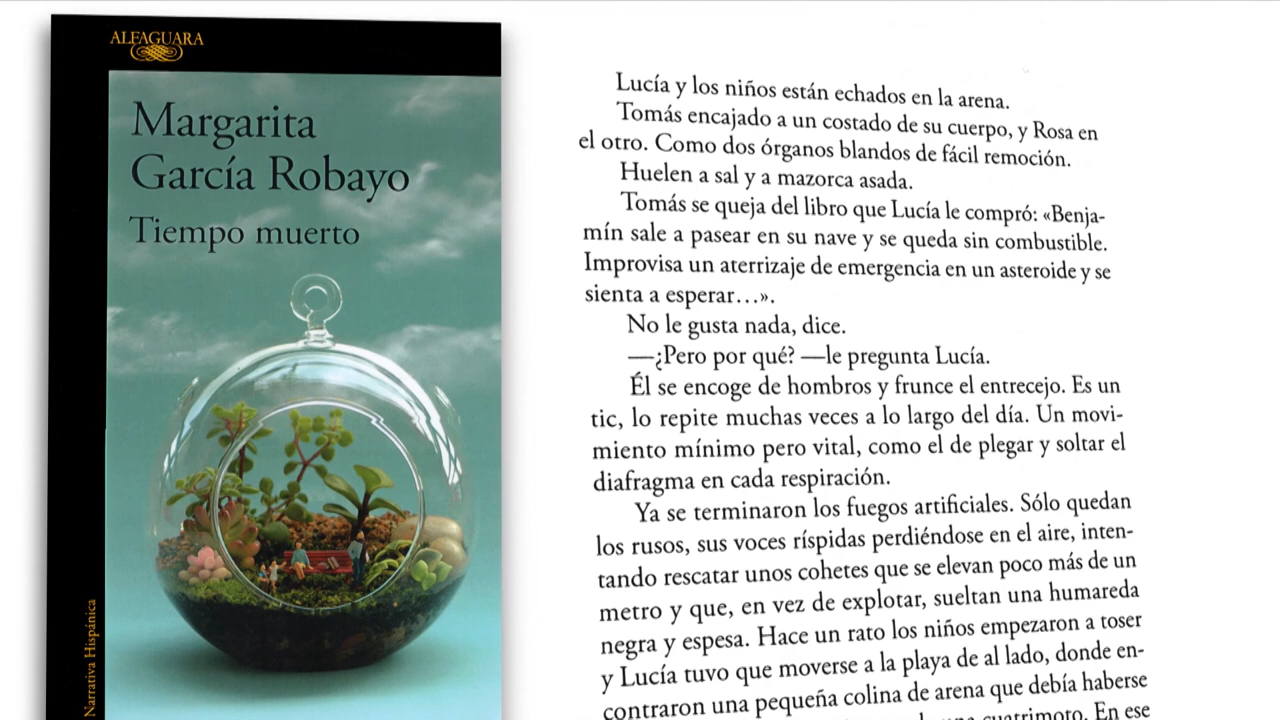 ALFAGUARA
Margarita
García Robayo
Tiempo muerto
Narrativa Hispánica
Lucía y los niños están echados en la arena.
Tomás encajado a un costado de su cuerpo, y Rosa en
el otro. Como dos órganos blandos de fácil remoción.
Huelen a sal y a mazorca asada.
Tomás se queja del libro que Lucía le compró: «Benja-
mín sale a pasear en su nave y se queda sin combustible.
Improvisa un aterrizaje de emergencia en un asteroide y se
sienta a esperar…».
No le gusta nada, dice.
—¿Pero por qué? —le pregunta Lucía.
Él se encoge de hombros y frunce el entrecejo. Es un
tic, lo repite muchas veces a lo largo del día. Un movi-
miento mínimo pero vital, como el de plegar y soltar el
diafragma en cada respiración.
Ya se terminaron los fuegos artificiales. Sólo quedan
los rusos, sus voces ríspidas perdiéndose en el aire, inten-
tando rescatar unos cohetes que se elevan poco más de un
metro y que, en vez de explotar, sueltan una humareda
negra y espesa. Hace un rato los niños empezaron a toser
y Lucía tuvo que moverse a la playa de al lado, donde en-
contraron una pequeña colina de arena que debía haberse
cuatrimoto. En ese